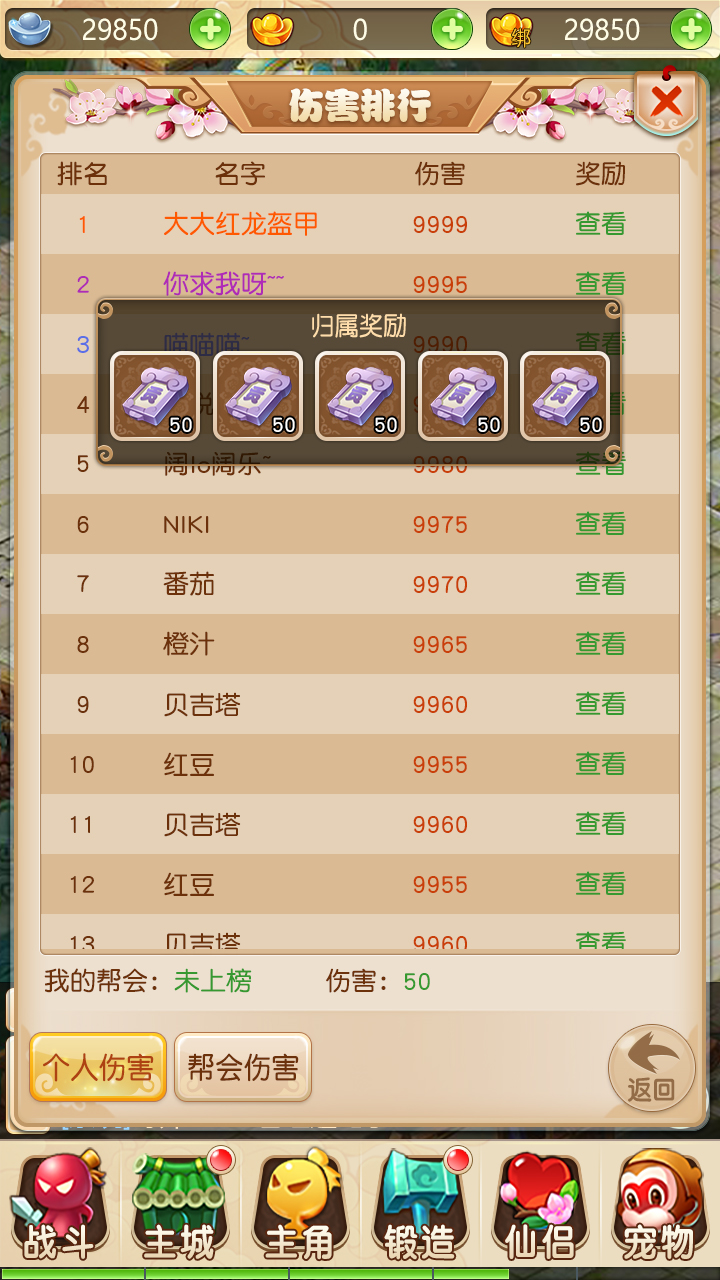 29850 0 绑 29850
伤害排行
排名 名字 伤害 奖励
1 大大红龙盔甲 9999 查看
2 你求我呀~~ 9995 查看
3 喵喵喵~ 9990 查看
归属奖励
50 50 50 50 50
4
5 阔lo阔乐~ 9980 查看
6 NIKI 9975 查看
7 番茄 9970 查看
8 橙汁 9965 查看
9 贝吉塔 9960 查看
10 红豆 9955 查看
11 贝吉塔 9960 查看
12 红豆 9955 查看
13 贝吉塔 9960 查看
我的帮会：未上榜 伤害：50
个人伤害 帮会伤害 返回
战斗 主城 主角 锻造 仙侣 宠物